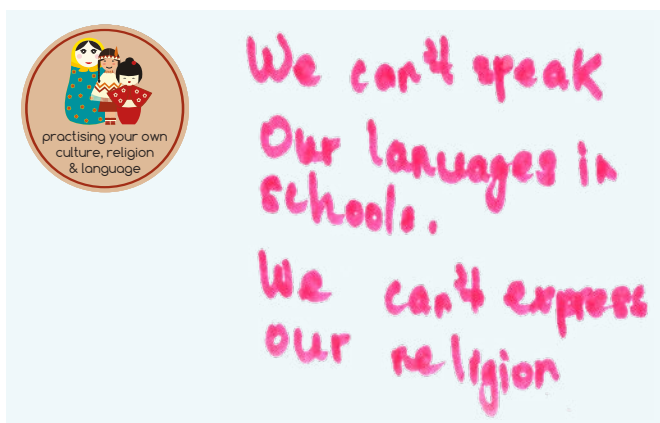 practising your own
culture, religion
& language
We can't speak
Our lanuages in
schools.
We can't express
our religion